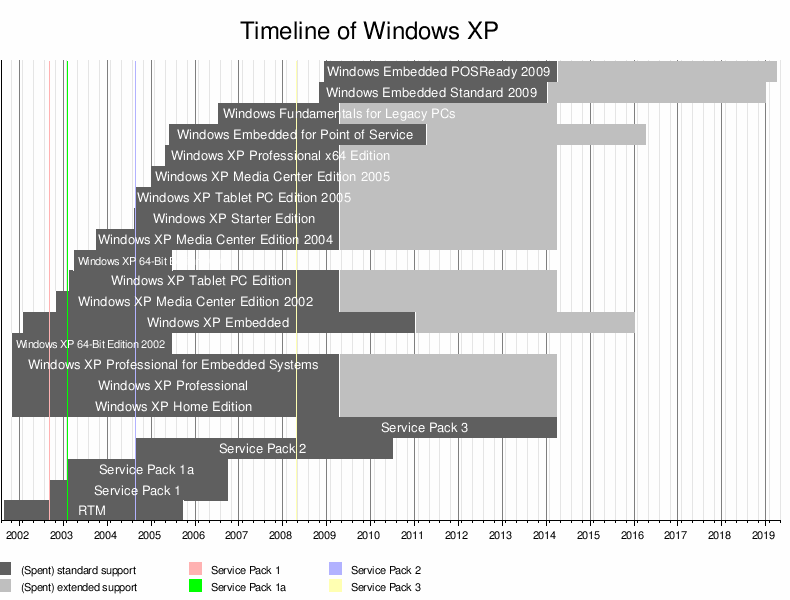 Timeline of Windows XP
Windows Embedded POSReady 2009
Windows Embedded Standard 2009
Windows Fundamentals for Legacy PCs
Windows Embedded for Point of Service
Windows XP Professional x64 Edition
Windows XP Media Center Edition 2005
Windows XP Tablet PC Edition 2005
Windows XP Starter Edition
Windows XP Media Center Edition 2004
Windows XP 64-Bit E
Windows XP Tablet PC Edition
Windows XP Media Center Edition 2002
Windows XP Embedded
Windows XP 64-Bit Edition 2002
Windows XP Professional for Embedded Systems
Windows XP Professional
Windows XP Home Edition
Service Pack 3
Service Pack 2
Service Pack 1a
Service Pack 1
RTM
2002 2003 2004 2005 2006 2007 2008 2009 2010 2011 2012 2013 2014 2015 2016 2017 2018 2019
(Spent) standard support Service Pack 1 Service Pack 2
(Spent) extended support Service Pack 1a Service Pack 3